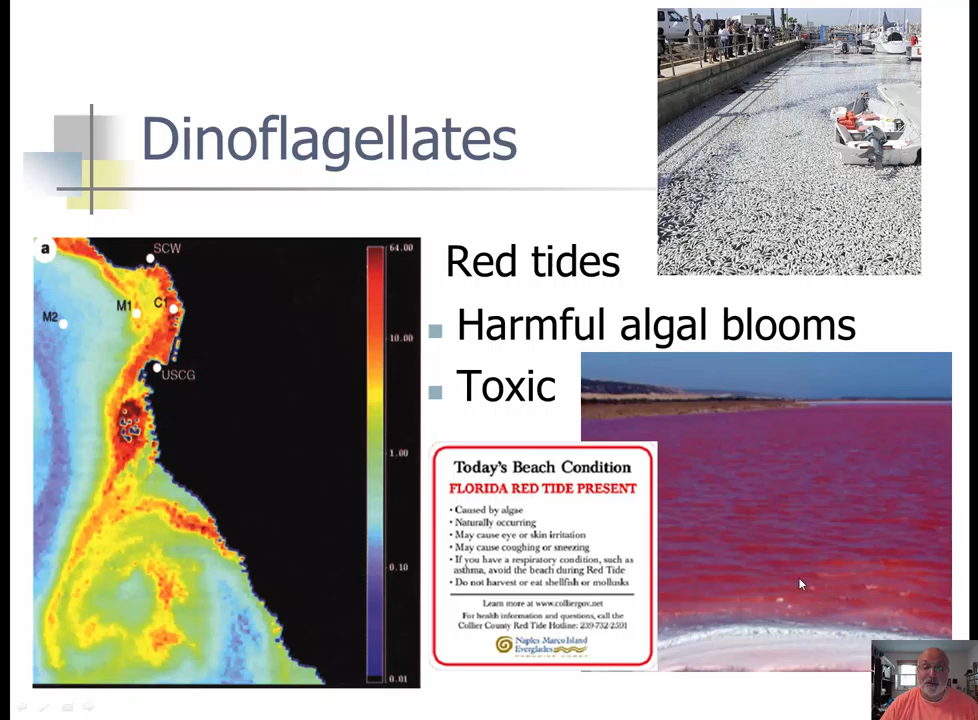 Dinoflagellates
a
SCW
M1
C1
M2
USCG
64.00
10.00
1.00
0.10
0.01
Red tides
Harmful algal blooms
Toxic
Today's Beach Condition
FLORIDA RED TIDE PRESENT
• Caused by algae
• Naturally occurring
• May cause eye or skin irritation
• May cause coughing or sneezing
• If you have a respiratory condition, such as
asthma, avoid the beach during Red Tide
• Do not harvest or eat shellfish or mollusks
Learn more at www.colliergov.net
For health information and questions, call the
Collier County Red Tide Hotline: 239-732-2591
Naples Marco Island
Everglades